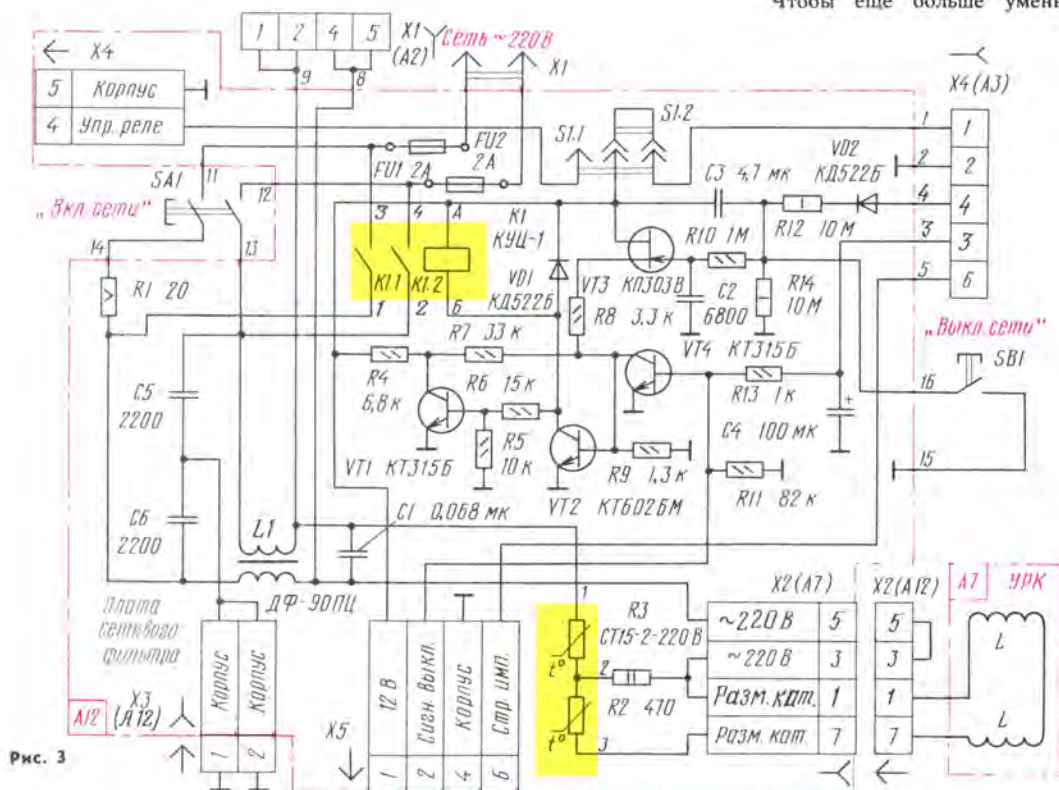 Чтобы еще больше умень
X4
5 Корпус
4 Упр. реле
1 2 4 5
X1
(A2)
9
8
Сеть ~220В
X1
FU2
2А
FU1 2А
S1.1
S1.2
X4(A3)
1 1
2 2
4 4
3 3
5 6
SA1
11
12
„Вкл. сети"
14
13
R1 20
3
4
А
K1
КУЦ-1
K1.1
K1.2
1
2
Б
VD1
КД522Б
C3 4,7 мк
VD2
КД522Б
R10 1М
R12 10 М
VT3 КП303В
R8 3,3 к
C2
6800
R14
10М
R7 33 к
R4
6,8 к
R6 15 к
R5
10 к
VT1 КТ315Б
VT4 КТ315Б
R13 1 к
C4 100 мк
+
R9 1,3 к
VT2 КТ602БМ
R11 82 к
„Выкл. сети"
16
SB1
15
C5
2200
C6
2200
L1
ДФ-90ПЦ
C1 0,068 мк
плата
сетевого
фильтра
A12
X3
(A12)
Корпус
Корпус
1 2
X5
12 В
Сигн. выкл.
Корпус
Стр. имп.
1 2 4 6
1
R3
СТ15-2-220 В
t°
2
R2 470
t°
3
X2(A7)
~220 В 5
~220 В 3
Разм. кат. 1
Разм. кат. 7
X2(A12)
5
3
1
7
A7 УРК
L
L
Рис. 3